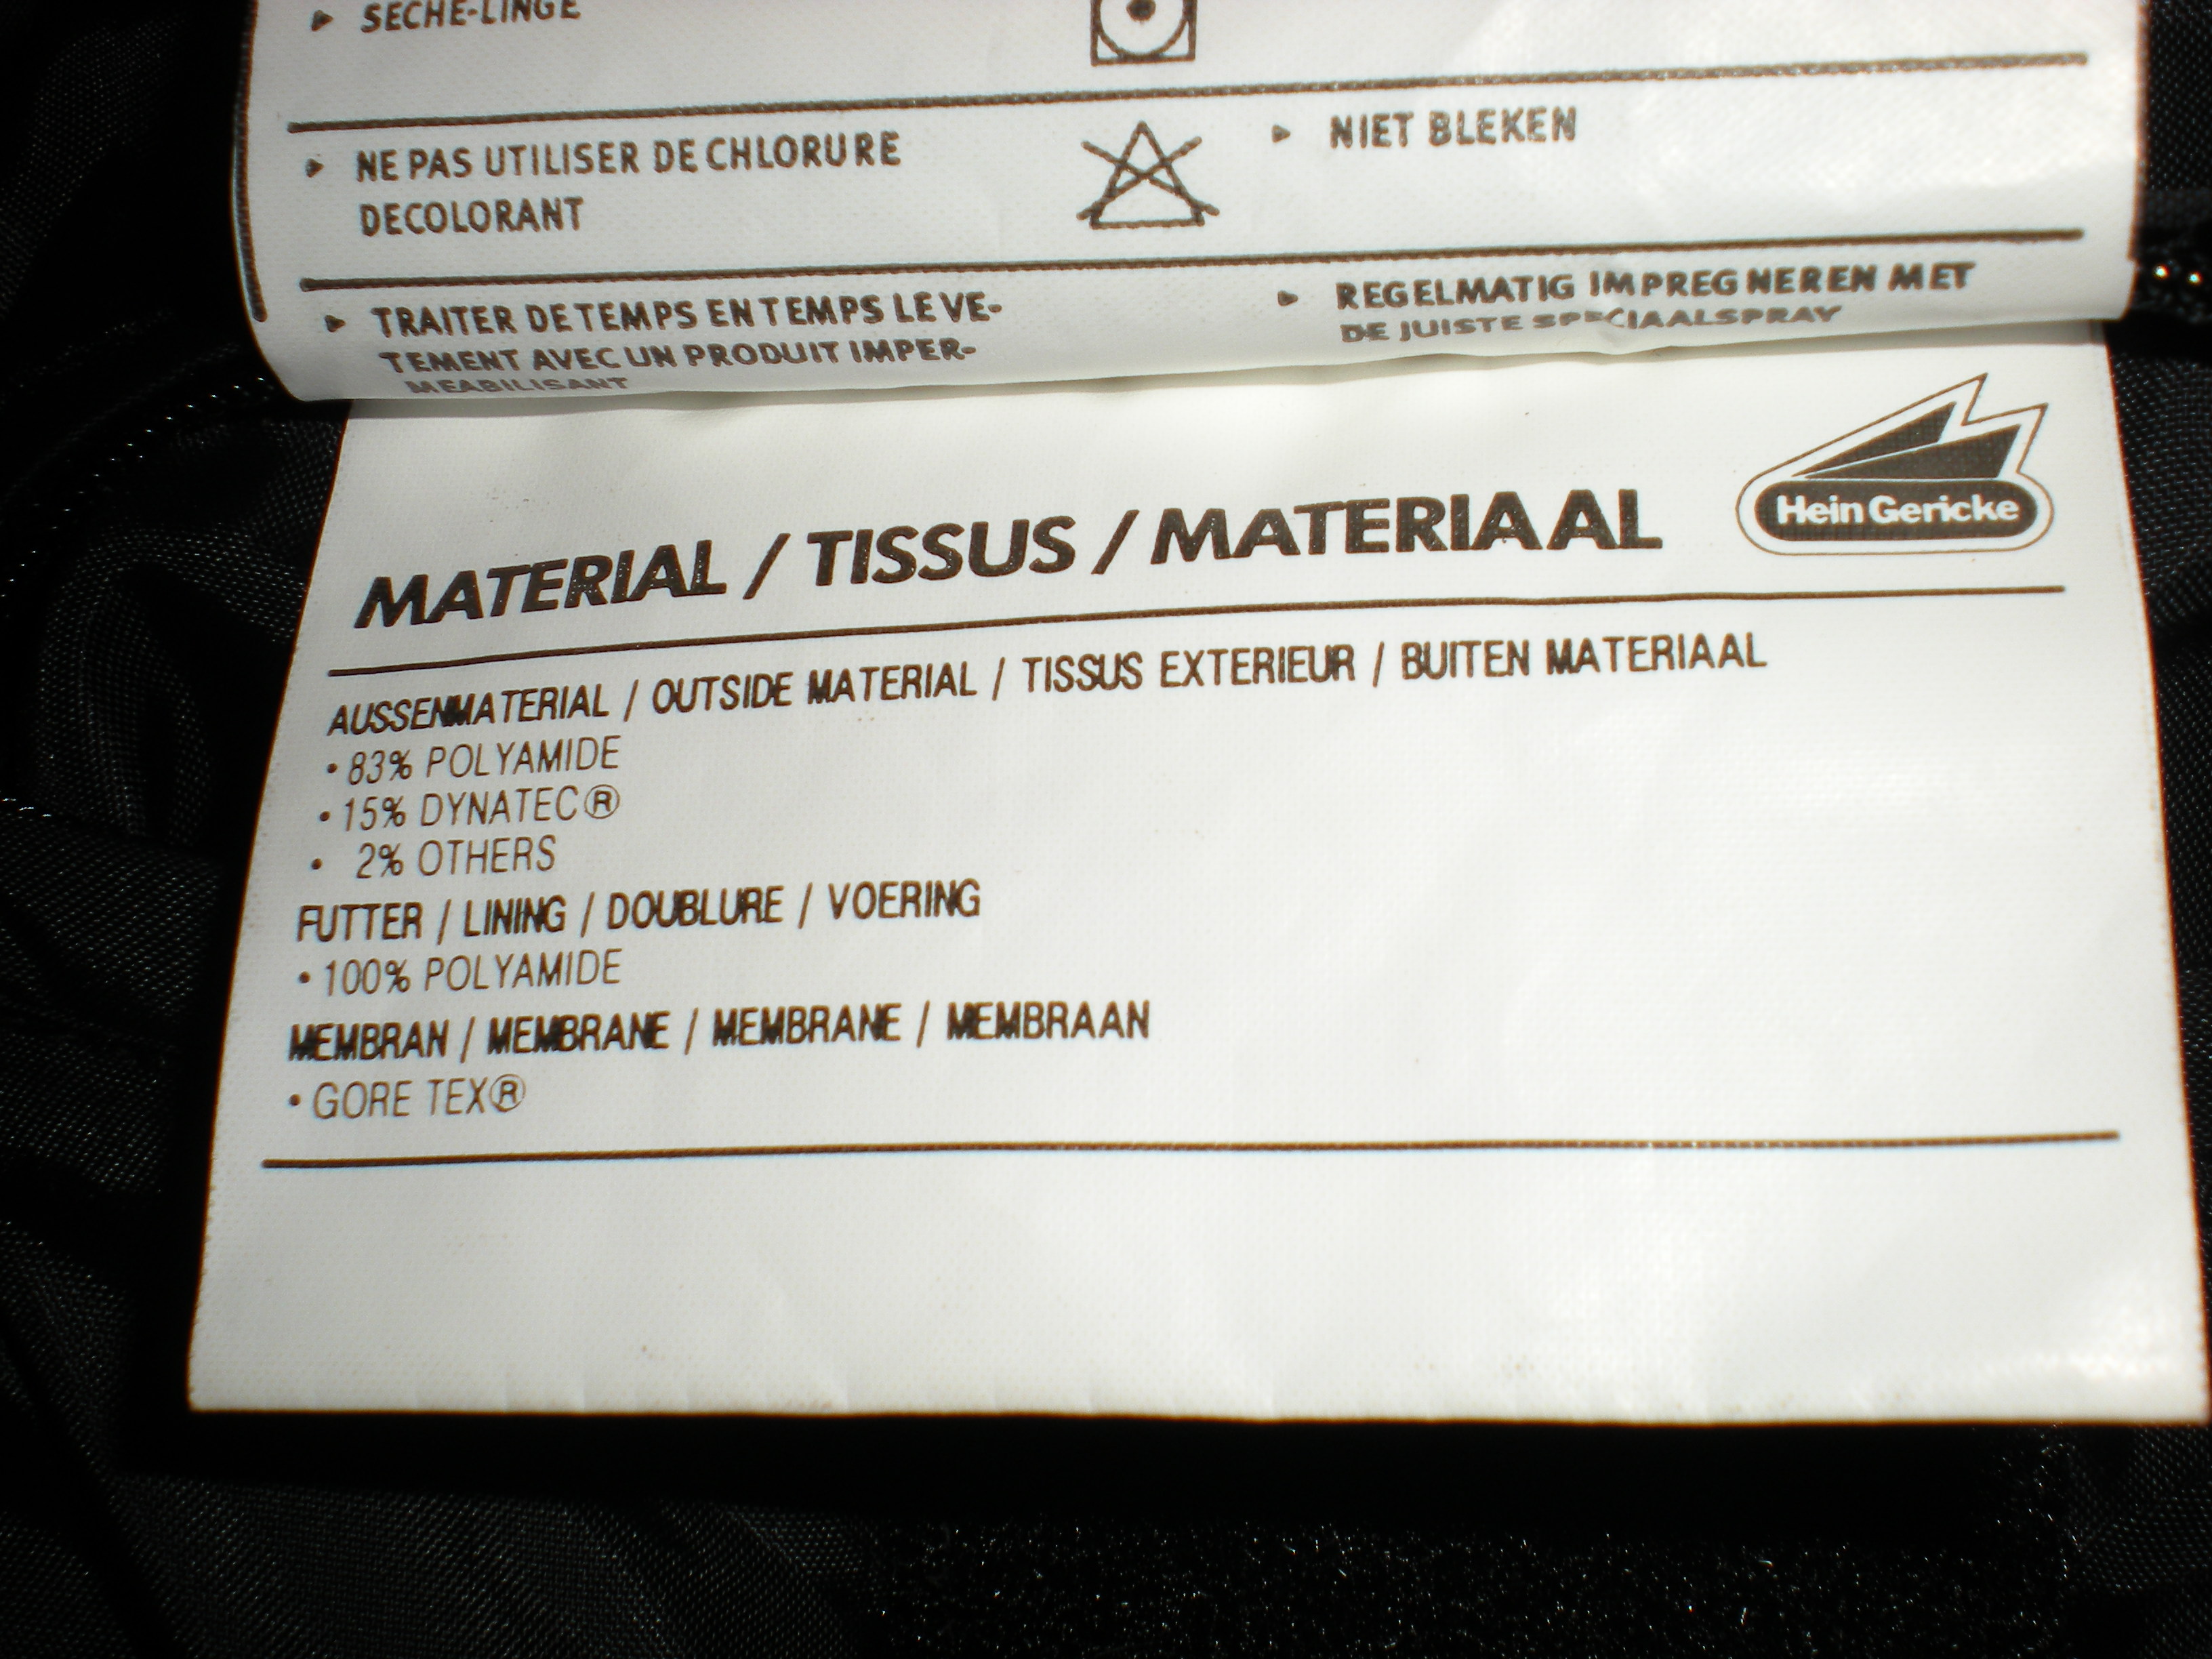 SECHE-LINGE
NE PAS UTILISER DE CHLORURE
DECOLORANT
NIET BLEKEN
TRAITER DE TEMPS EN TEMPS LE VE-
TEMENT AVEC UN PRODUIT IMPER-
MEABILISANT
REGELMATIG IMPREGNEREN MET
DE JUISTE SPECIAALSPRAY
Hein Gericke
MATERIAL / TISSUS / MATERIAAL
AUSSENMATERIAL / OUTSIDE MATERIAL / TISSUS EXTERIEUR / BUITEN MATERIAAL
• 83% POLYAMIDE
• 15% DYNATEC®
• 2% OTHERS
FUTTER / LINING / DOUBLURE / VOERING
• 100% POLYAMIDE
MEMBRAN / MEMBRANE / MEMBRANE / MEMBRAAN
• GORE TEX®